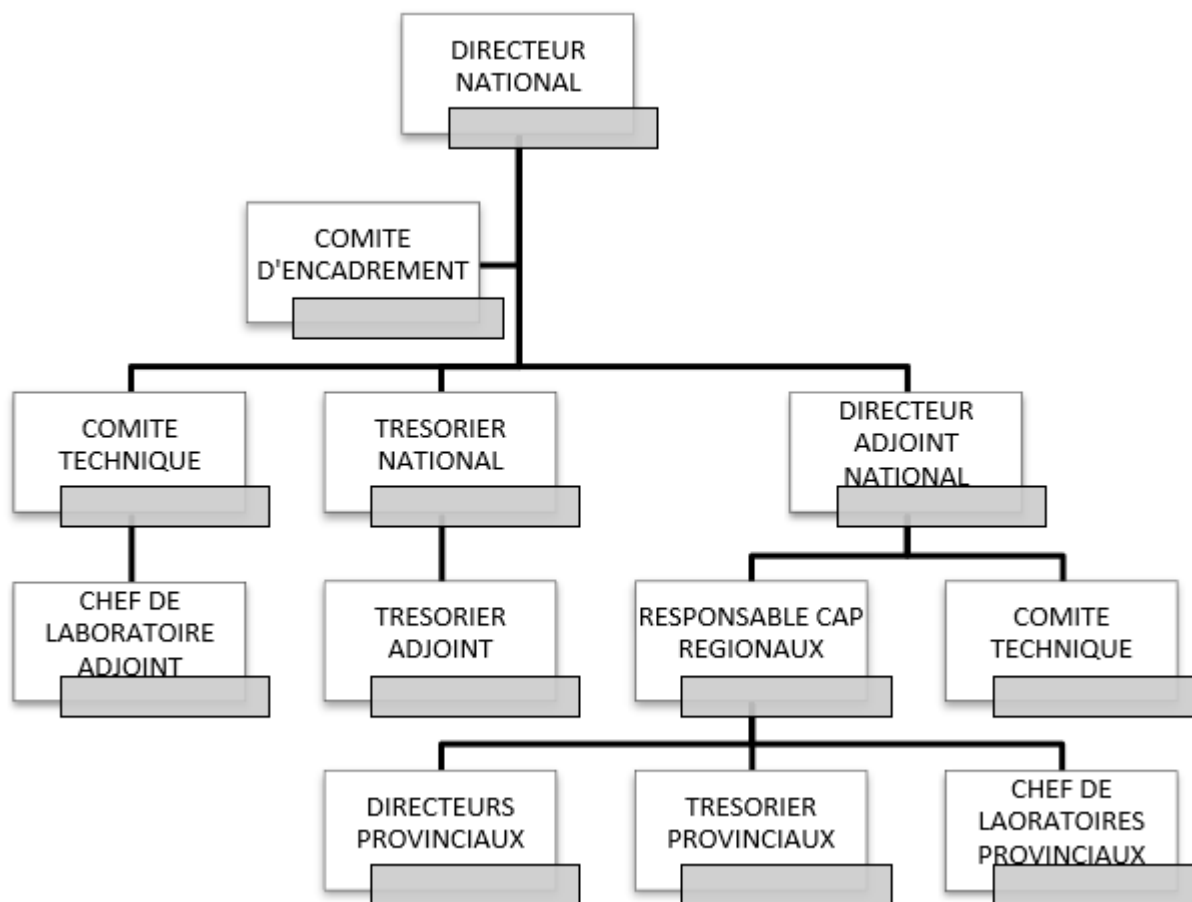 DIRECTEUR
NATIONAL
COMITE
D'ENCADREMENT
COMITE
TECHNIQUE
TRESORIER
NATIONAL
DIRECTEUR
ADJOINT
NATIONAL
CHEF DE
LABORATOIRE
ADJOINT
TRESORIER
ADJOINT
RESPONSABLE CAP
REGIONAUX
COMITE
TECHNIQUE
DIRECTEURS
PROVINCIAUX
TRESORIER
PROVINCIAUX
CHEF DE
LAORATOIRES
PROVINCIAUX